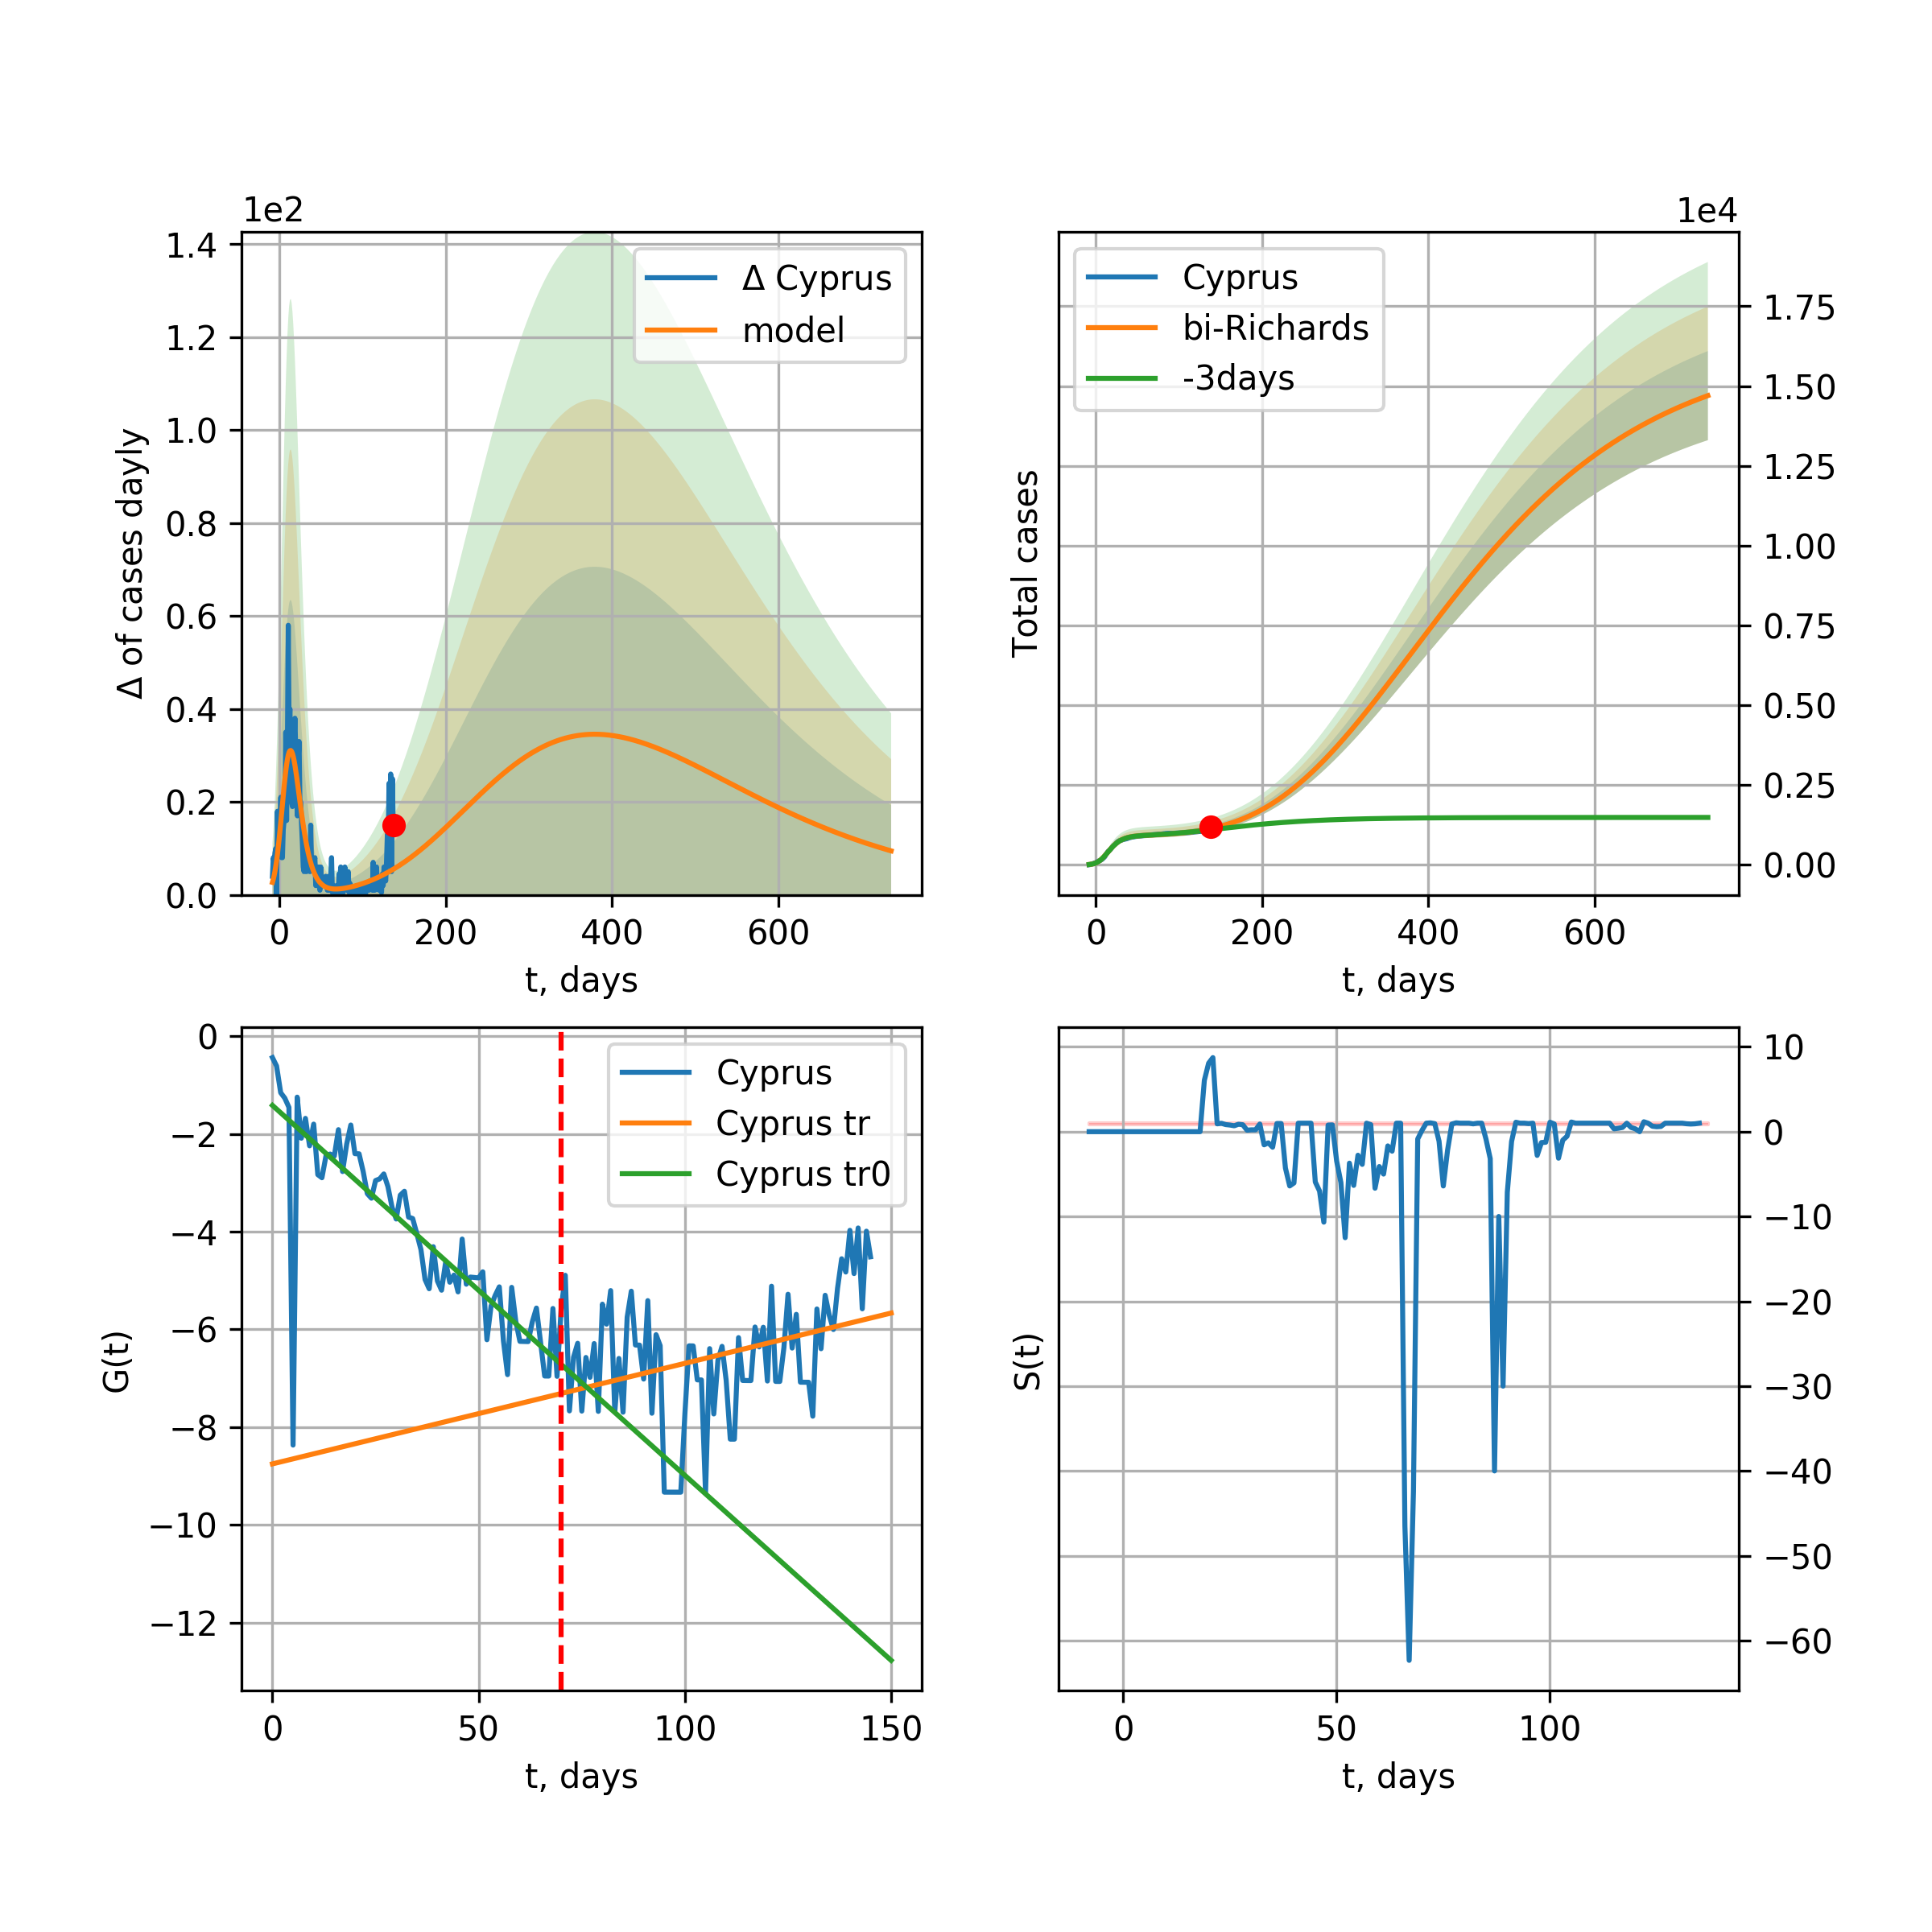 1e2
1.4
1.2
1.0
0.8
0.6
0.4
0.2
0.0
Δ of cases dayly
Δ Cyprus
model
0 200 400 600
t, days
1e4
Total cases
Cyprus
bi-Richards
-3days
1.75
1.50
1.25
1.00
0.75
0.50
0.25
0.00
0 200 400 600
t, days
0
−2
−4
−6
−8
−10
−12
G(t)
Cyprus
Cyprus tr
Cyprus tr0
0 50 100 150
t, days
S(t)
10
0
−10
−20
−30
−40
−50
−60
0 50 100
t, days